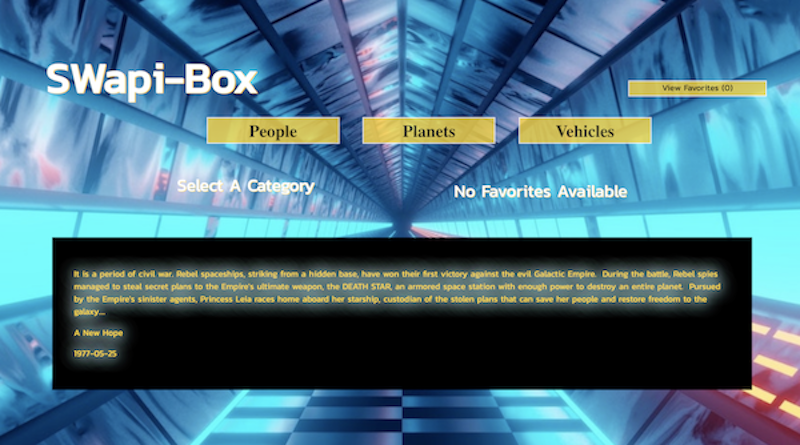 SWapi-Box
View Favorites (0)
People
Planets
Vehicles
Select A Category
No Favorites Available
It is a period of civil war. Rebel spaceships, striking from a hidden base, have won their first victory against the evil Galactic Empire. During the battle, Rebel spies
managed to steal secret plans to the Empire's ultimate weapon, the DEATH STAR, an armored space station with enough power to destroy an entire planet. Pursued
by the Empire's sinister agents, Princess Leia races home aboard her starship, custodian of the stolen plans that can save her people and restore freedom to the
galaxy...
A New Hope
1977-05-25